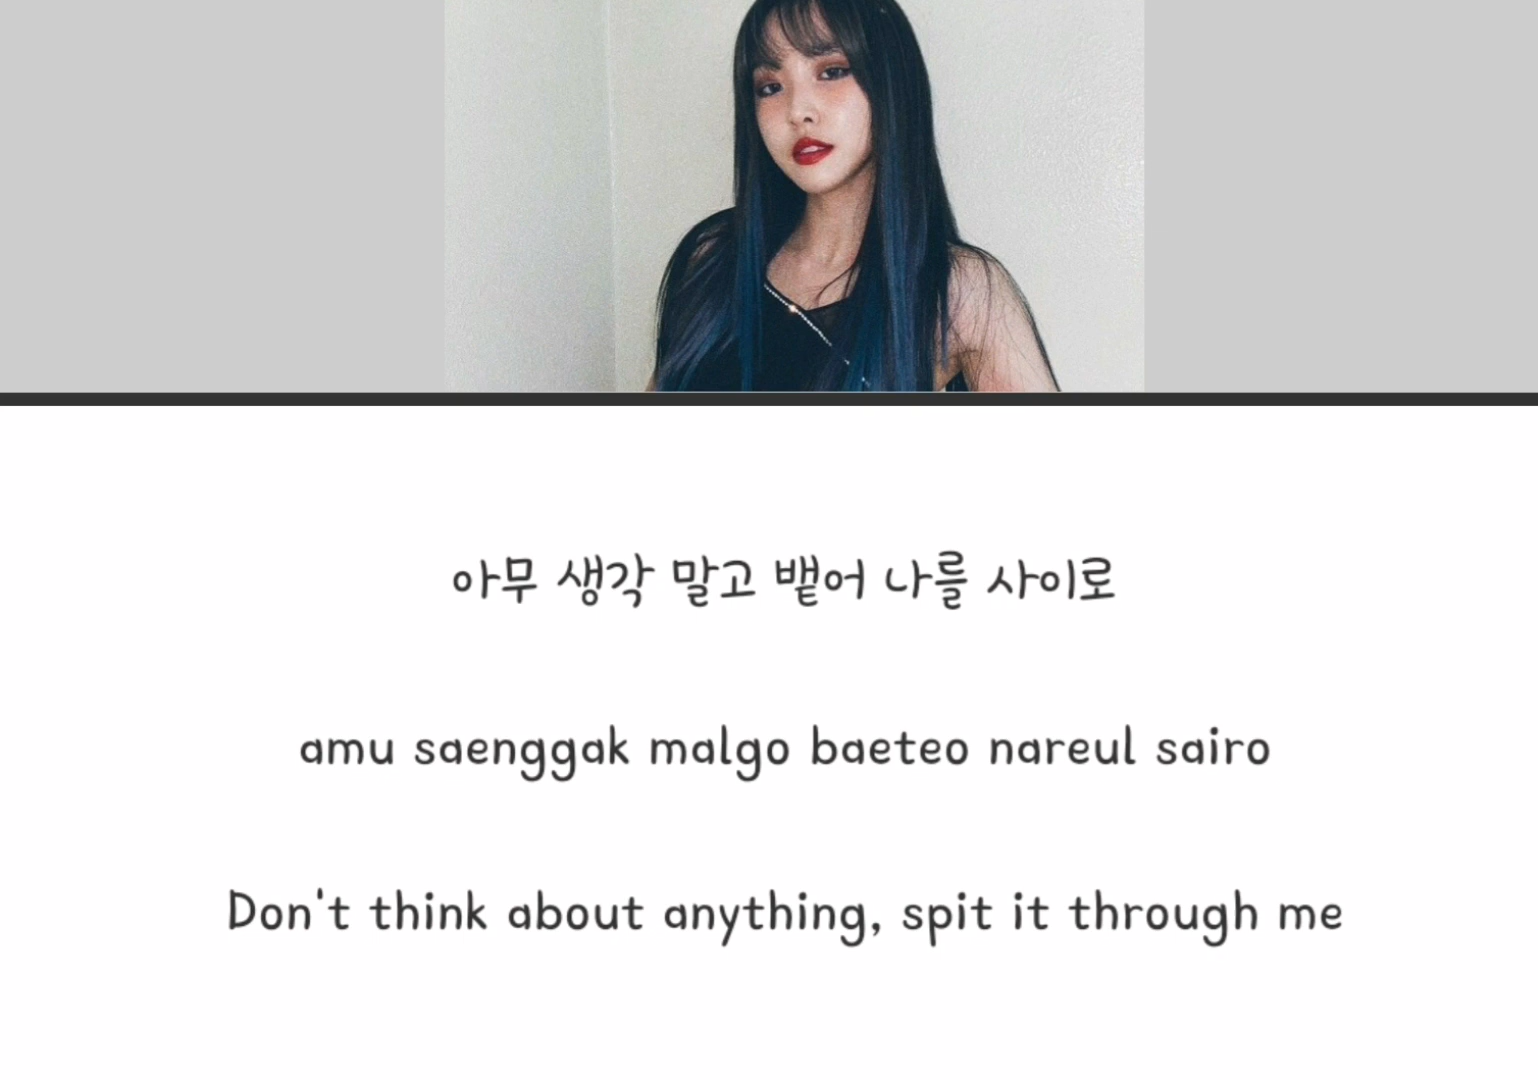 아무 생각 말고 뱉어 나를 사이로
amu saenggak malgo baeteo nareul sairo
Don't think about anything, spit it through me